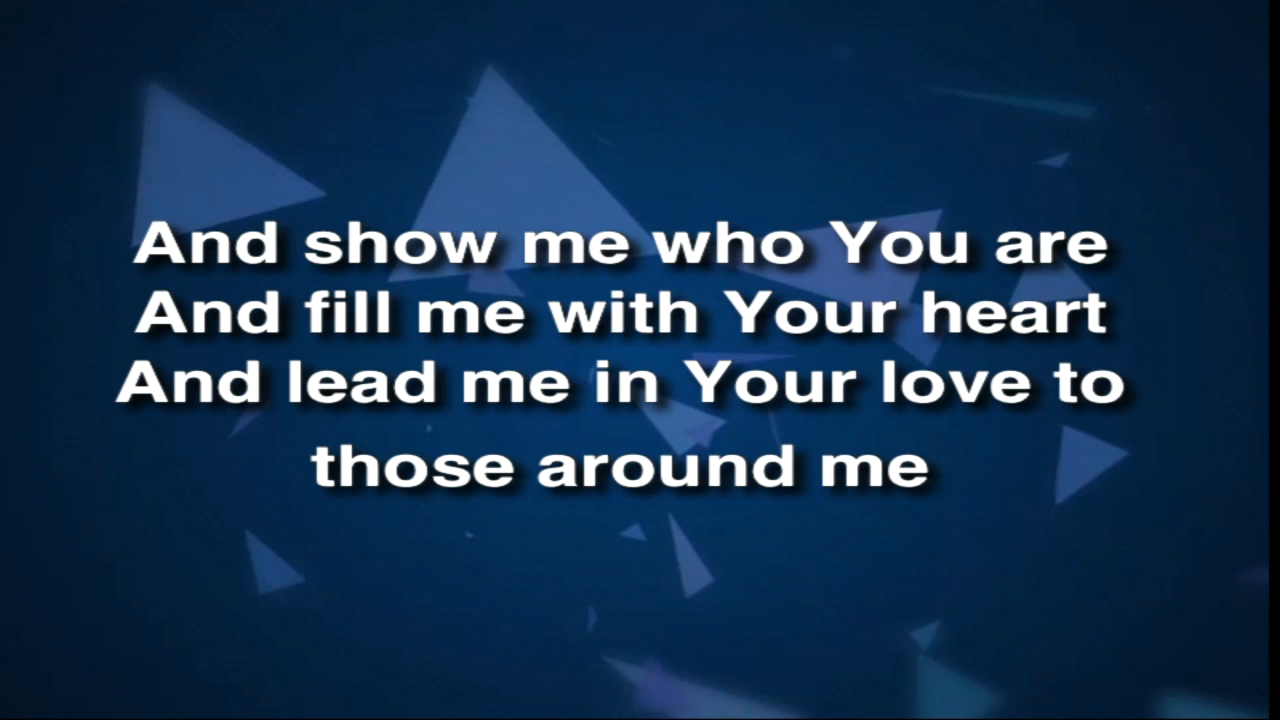 And show me who You are
And fill me with Your heart
And lead me in Your love to
those around me